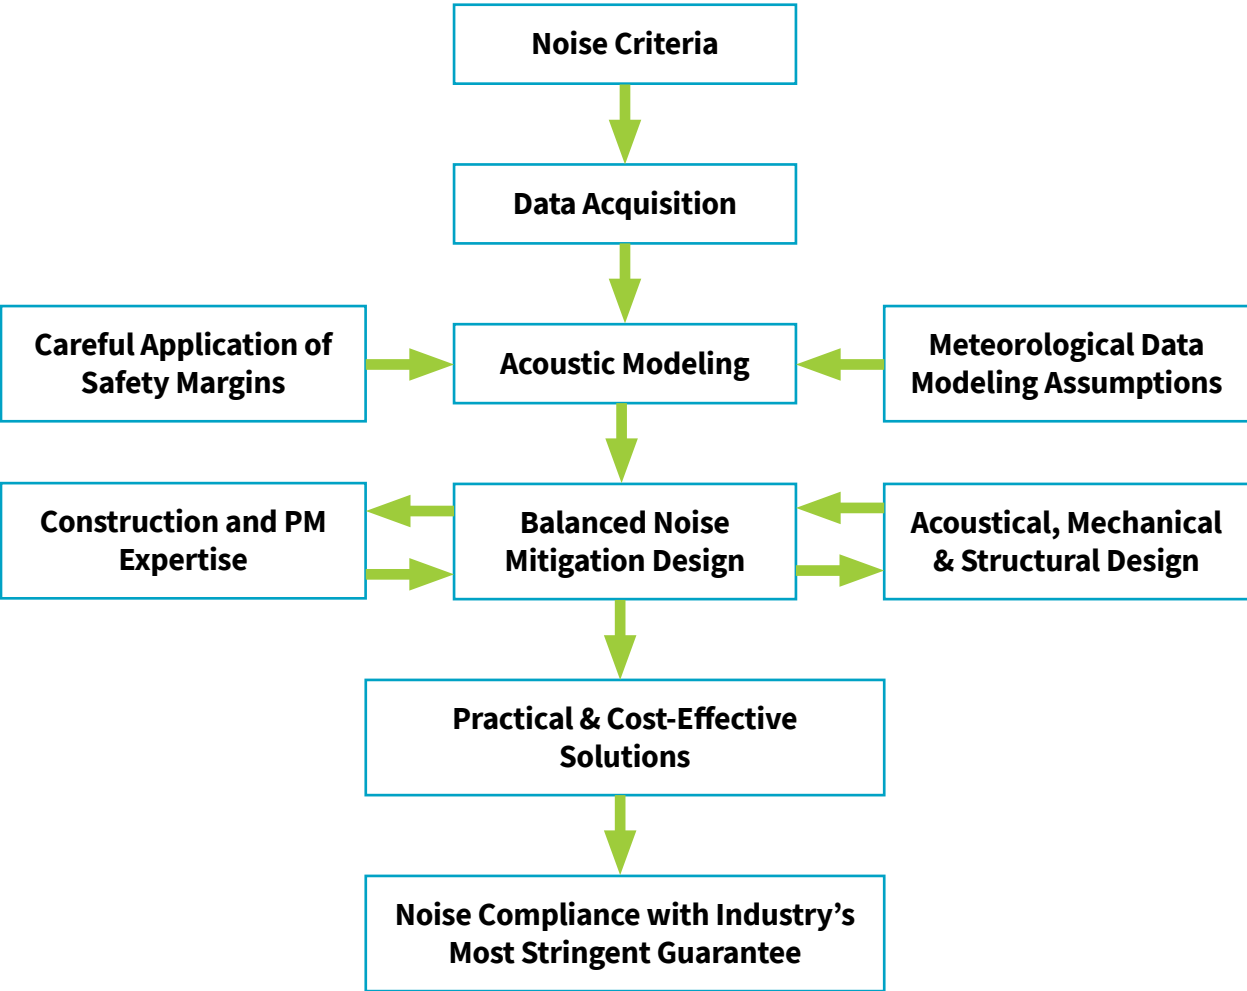 Noise Criteria
Data Acquisition
Careful Application of
Safety Margins
Acoustic Modeling
Meteorological Data
Modeling Assumptions
Construction and PM
Expertise
Balanced Noise
Mitigation Design
Acoustical, Mechanical
& Structural Design
Practical & Cost-Effective
Solutions
Noise Compliance with Industry’s
Most Stringent Guarantee